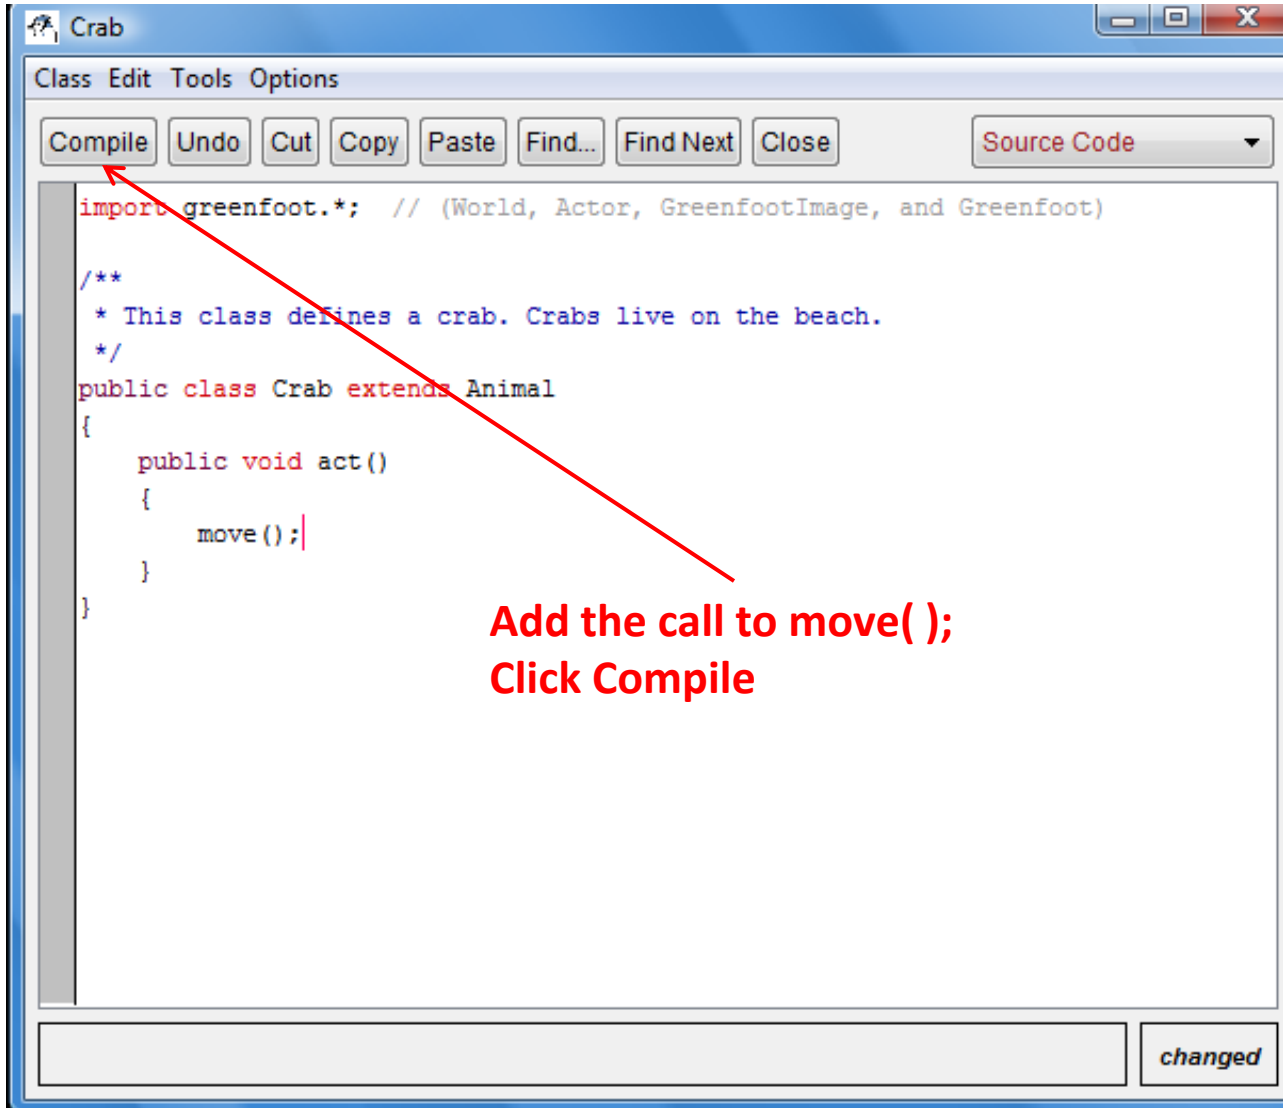 Crab
Class Edit Tools Options
Compile Undo Cut Copy Paste Find... Find Next Close Source Code
import greenfoot.*;  // (World, Actor, GreenfootImage, and Greenfoot)
/**
 * This class defines a crab. Crabs live on the beach.
 */
public class Crab extends Animal
{
    public void act()
    {
        move();
    }
}
Add the call to move( );
Click Compile
changed